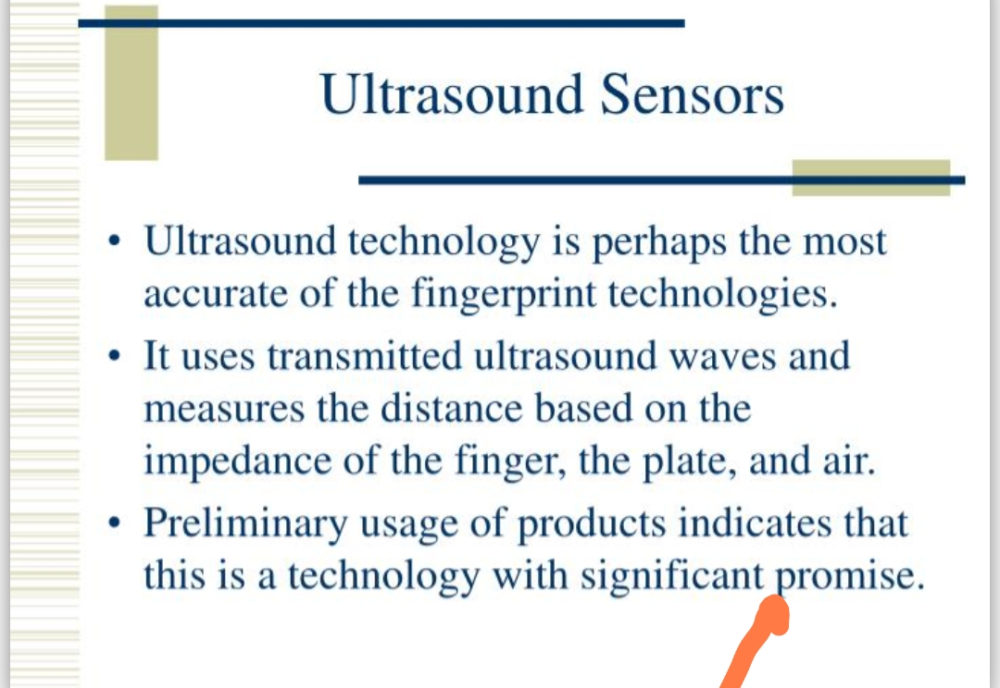 Ultrasound Sensors
• Ultrasound technology is perhaps the most
accurate of the fingerprint technologies.
• It uses transmitted ultrasound waves and
measures the distance based on the
impedance of the finger, the plate, and air.
• Preliminary usage of products indicates that
this is a technology with significant promise.